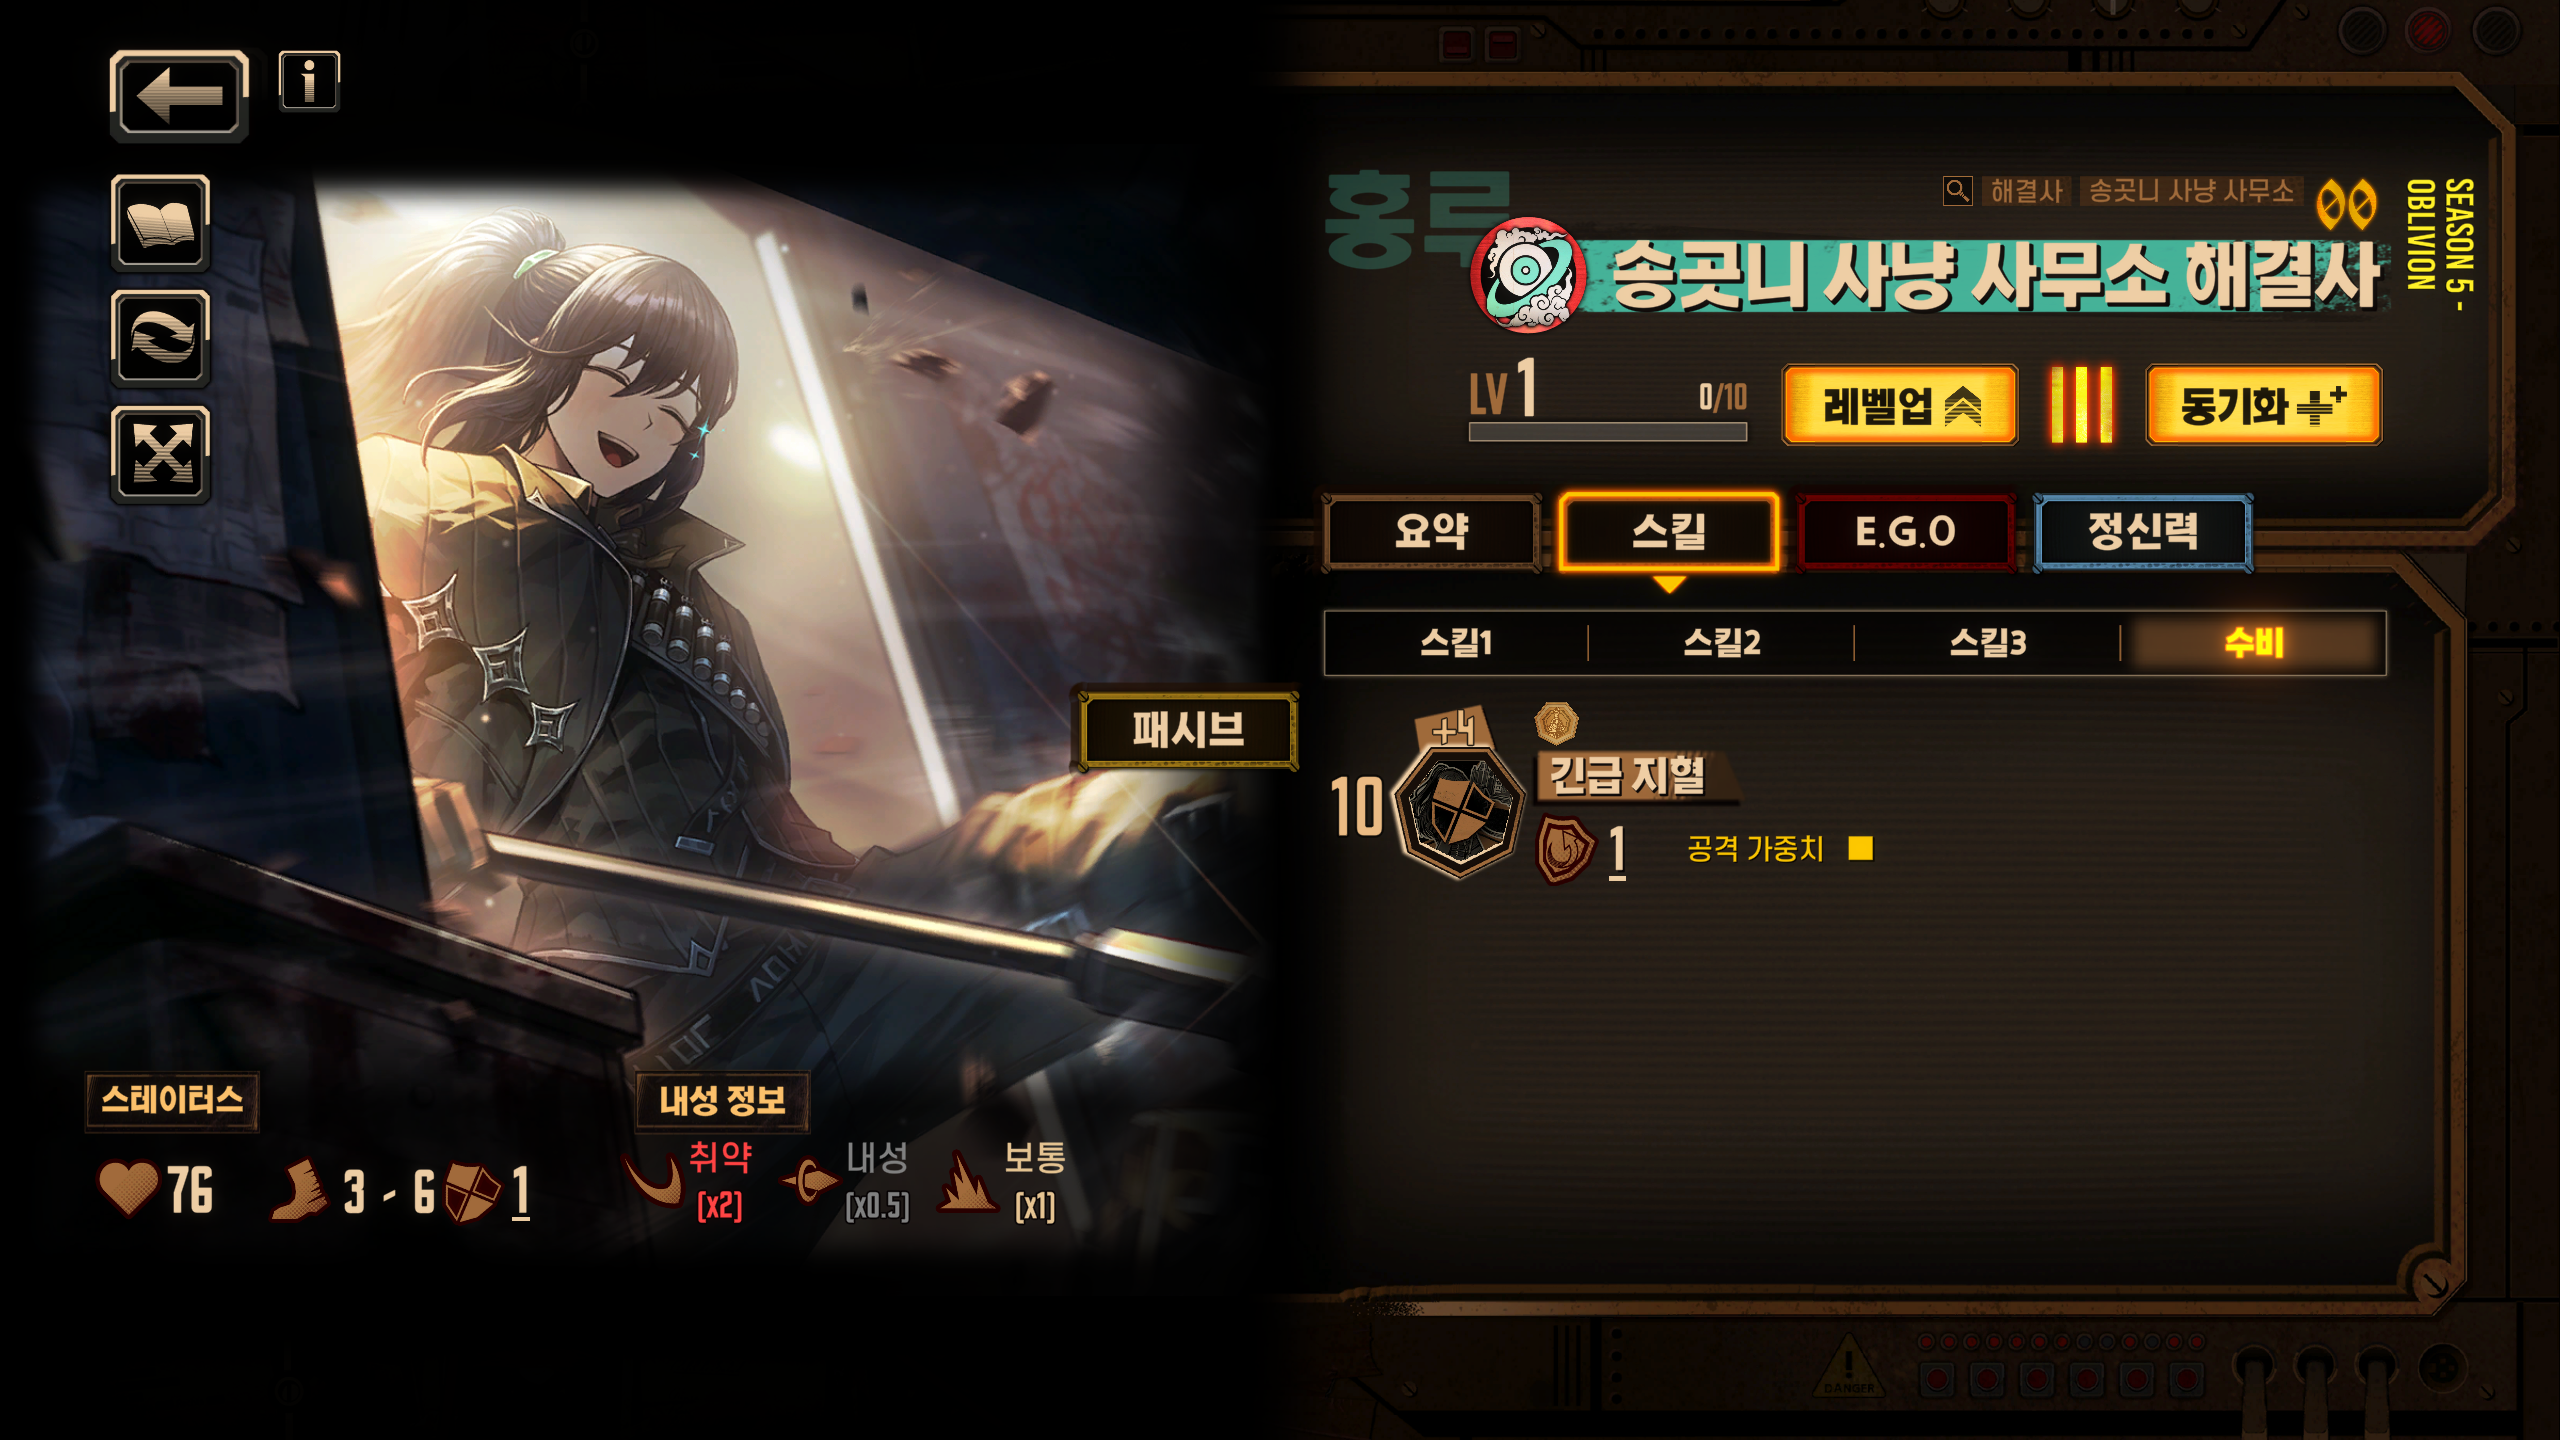 홍루
해결사 송곳니 사냥 사무소
송곳니 사냥 사무소 해결사
SEASON 5 -
OBLIVION
LV 1 0/10
레벨업
동기화
요약 스킬 E.G.O 정신력
스킬1 스킬2 스킬3 수비
패시브
+4
10
긴급 지혈
1 공격 가중치
스테이터스
76 3 - 6 1
내성 정보
취약 내성 보통
[x2] [x0.5] [x1]
DANGER